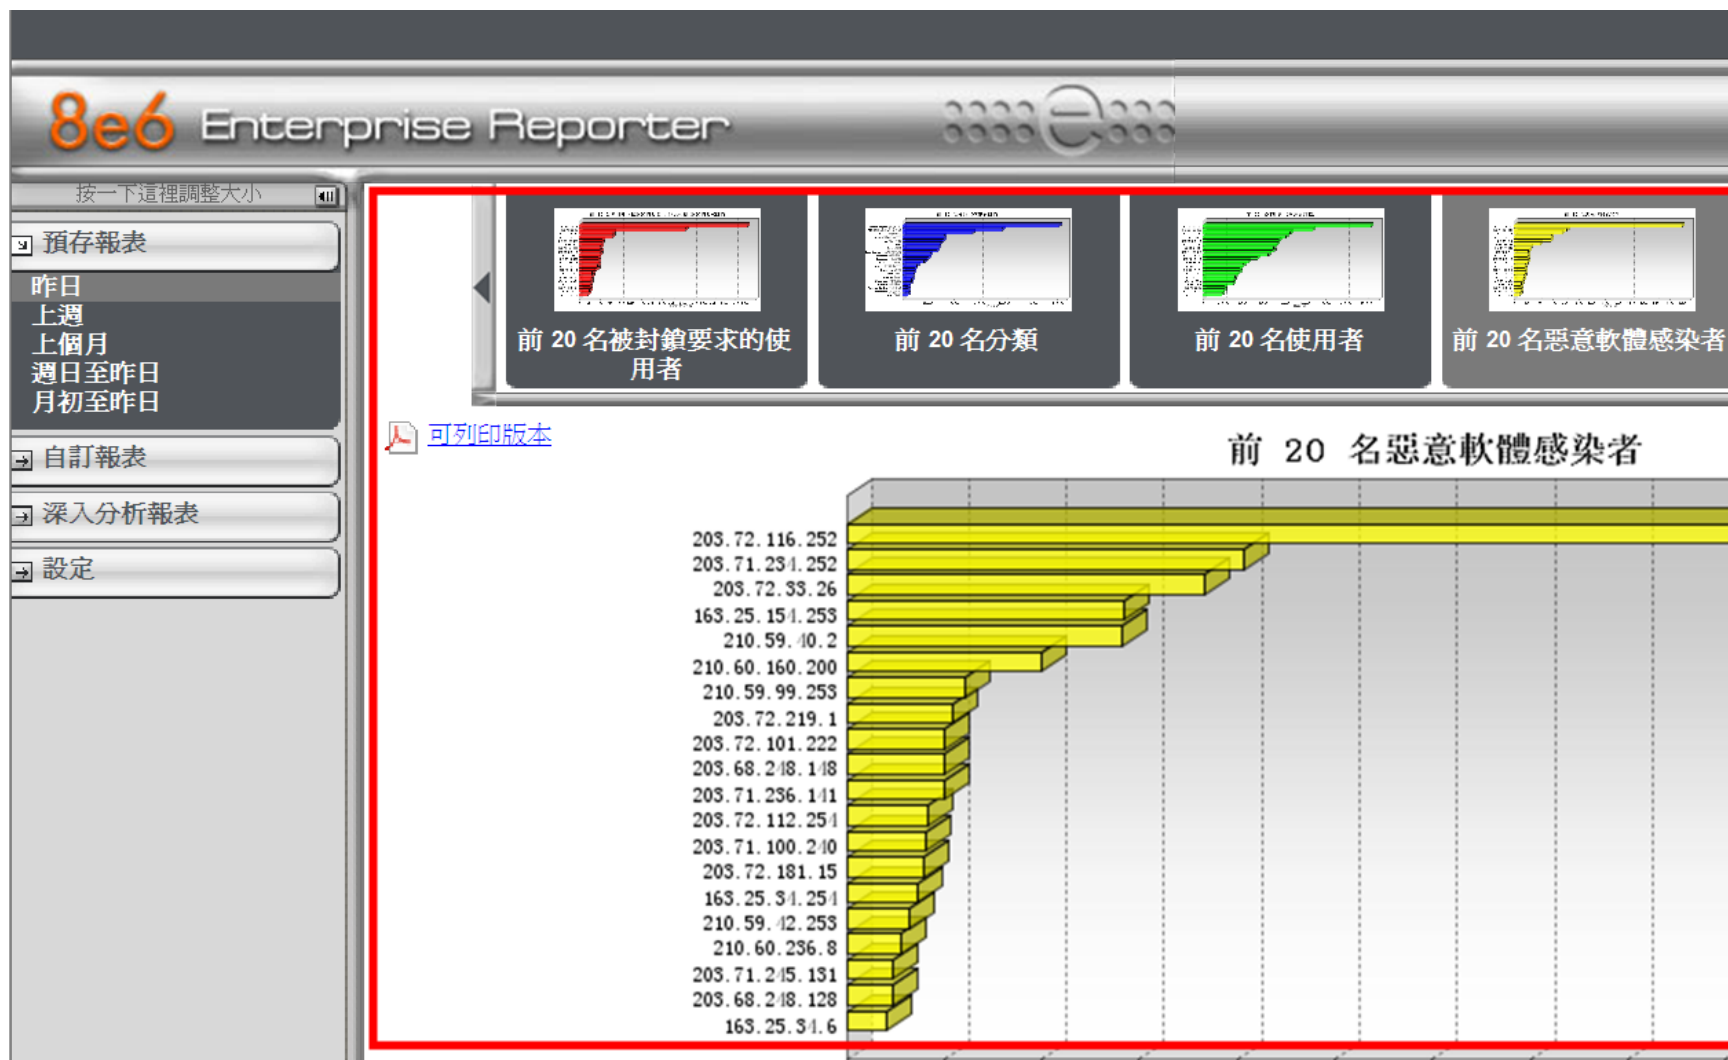 8e6 Enterprise Reporter
按一下這裡調整大小
預存報表
昨日
上週
上個月
週日至昨日
月初至昨日
自訂報表
深入分析報表
設定
前 20 名被封鎖要求的使
用者
前 20 名分類
前 20 名使用者
前 20 名惡意軟體感染者
可列印版本
前 20 名惡意軟體感染者
203.72.116.252
203.71.234.252
203.72.33.26
163.25.154.253
210.59.40.2
210.60.160.200
210.59.99.253
203.72.219.1
203.72.101.222
203.68.248.148
203.71.236.141
203.72.112.254
203.71.100.240
203.72.181.15
163.25.34.254
210.59.42.253
210.60.236.8
203.71.245.131
203.68.248.128
163.25.34.6